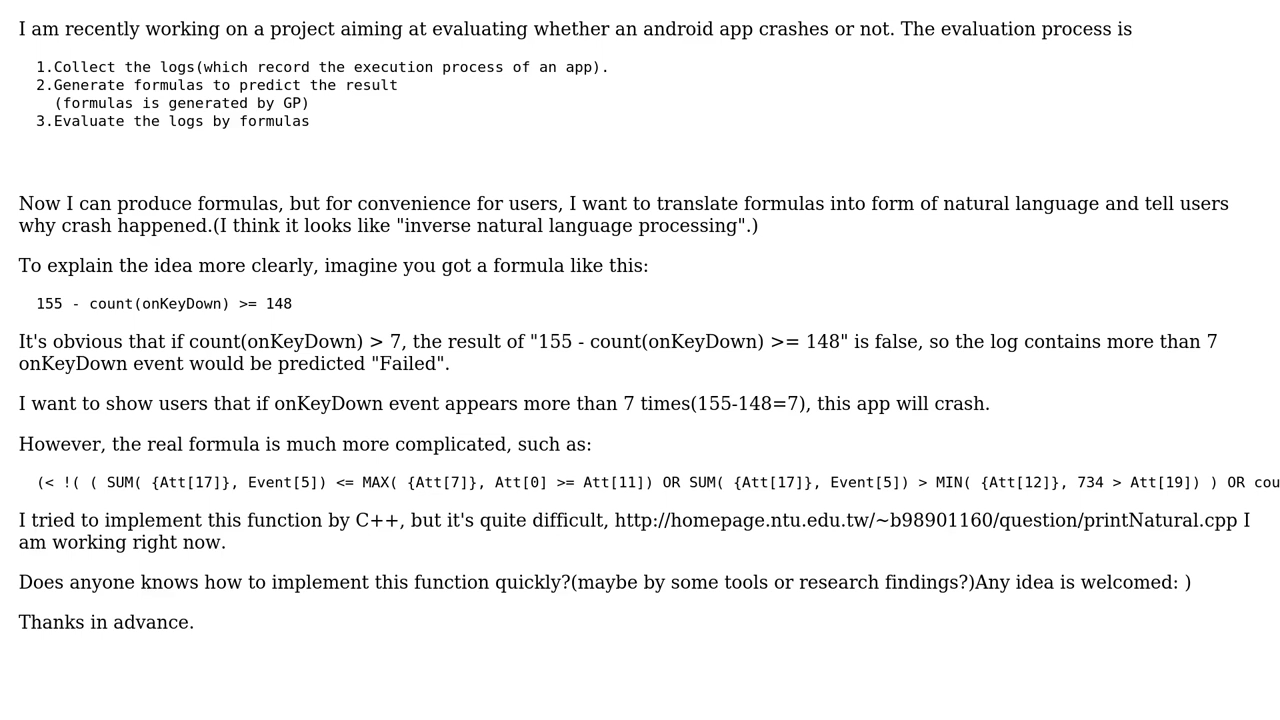 I am recently working on a project aiming at evaluating whether an android app crashes or not. The evaluation process is
1.Collect the logs(which record the execution process of an app).
2.Generate formulas to predict the result
(formulas is generated by GP)
3.Evaluate the logs by formulas
Now I can produce formulas, but for convenience for users, I want to translate formulas into form of natural language and tell users
why crash happened.(I think it looks like "inverse natural language processing".)
To explain the idea more clearly, imagine you got a formula like this:
155 - count(onKeyDown) >= 148
It's obvious that if count(onKeyDown) > 7, the result of "155 - count(onKeyDown) >= 148" is false, so the log contains more than 7
onKeyDown event would be predicted "Failed".
I want to show users that if onKeyDown event appears more than 7 times(155-148=7), this app will crash.
However, the real formula is much more complicated, such as:
(< !( ( SUM( {Att[17]}, Event[5]) <= MAX( {Att[7]}, Att[0] >= Att[11]) OR SUM( {Att[17]}, Event[5]) > MIN( {Att[12]}, 734 > Att[19]) ) OR cou
I tried to implement this function by C++, but it's quite difficult, http://homepage.ntu.edu.tw/~b98901160/question/printNatural.cpp I
am working right now.
Does anyone knows how to implement this function quickly?(maybe by some tools or research findings?)Any idea is welcomed: )
Thanks in advance.